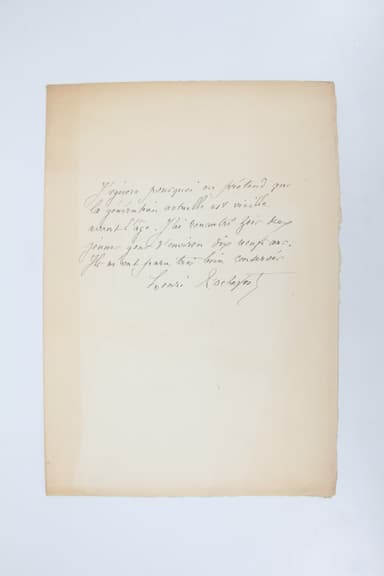 J'ignore pourquoi on prétend que
la génération actuelle est vieille
avant l'âge. J'ai rencontré hier deux
jeunes gens d'environ dix neuf ans.
Ils m'ont paru très bien conservés
Henri Rochefort